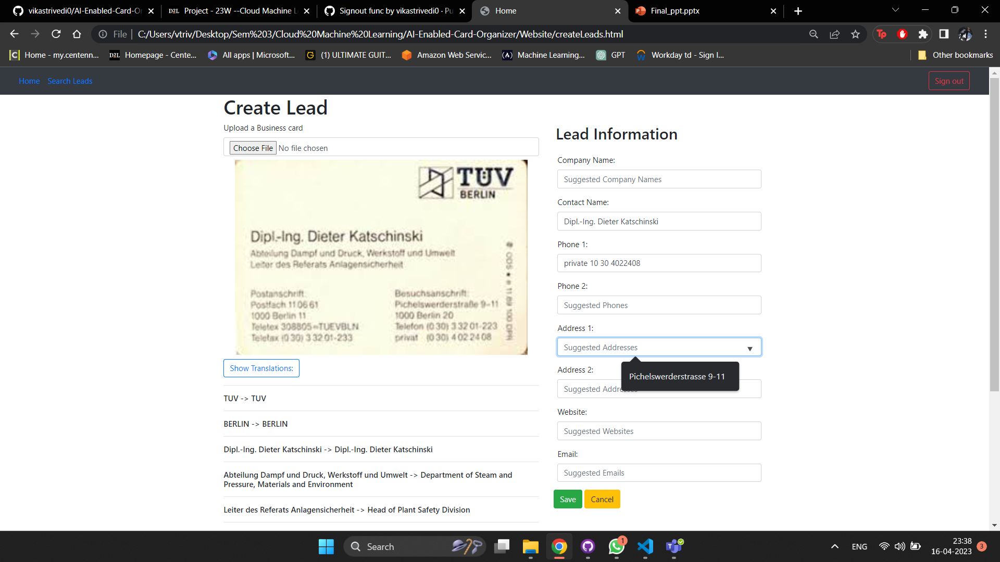 vikastrivedi0/AI-Enabled-Card-Or
D2L Project - 23W --Cloud Machine L
Signout func by vikastrivedi0 · Pu
Home
Final_ppt.pptx
File C:/Users/vtriv/Desktop/Sem%203/Cloud%20Machine%20Learning/AI-Enabled-Card-Organizer/Website/createLeads.html
Home - my.centenn...
D2L Homepage - Cente...
All apps | Microsoft...
(1) ULTIMATE GUIT...
Amazon Web Servic...
Machine Learning...
GPT
Workday td - Sign I...
Other bookmarks
Home
Search Leads
Sign out
Create Lead
Upload a Business card
Choose File No file chosen
TÜV
BERLIN
Dipl.-Ing. Dieter Katschinski
Abteilung Dampf und Druck, Werkstoff und Umwelt
Leiter des Referats Anlagensicherheit
Postanschrift:
Postfach 11 06 61
1000 Berlin 11
Teletex 308805=TUEVBLN
Telefax (0 30) 3 32 01-233
Besuchsanschrift:
Pichelswerderstraße 9-11
1000 Berlin 20
Telefon (0 30) 3 32 01-223
privat (0 30) 4 02 24 08
Show Translations:
TUV -> TUV
BERLIN -> BERLIN
Dipl.-Ing. Dieter Katschinski -> Dipl.-Ing. Dieter Katschinski
Abteilung Dampf und Druck, Werkstoff und Umwelt -> Department of Steam and
Pressure, Materials and Environment
Leiter des Referats Anlagensicherheit -> Head of Plant Safety Division
Lead Information
Company Name:
Suggested Company Names
Contact Name:
Dipl.-Ing. Dieter Katschinski
Phone 1:
private 10 30 4022408
Phone 2:
Suggested Phones
Address 1:
Suggested Addresses
Pichelswerderstrasse 9-11
Address 2:
Suggested Addresses
Website:
Suggested Websites
Email:
Suggested Emails
Save
Cancel
Search
1
ENG
23:38
16-04-2023
3